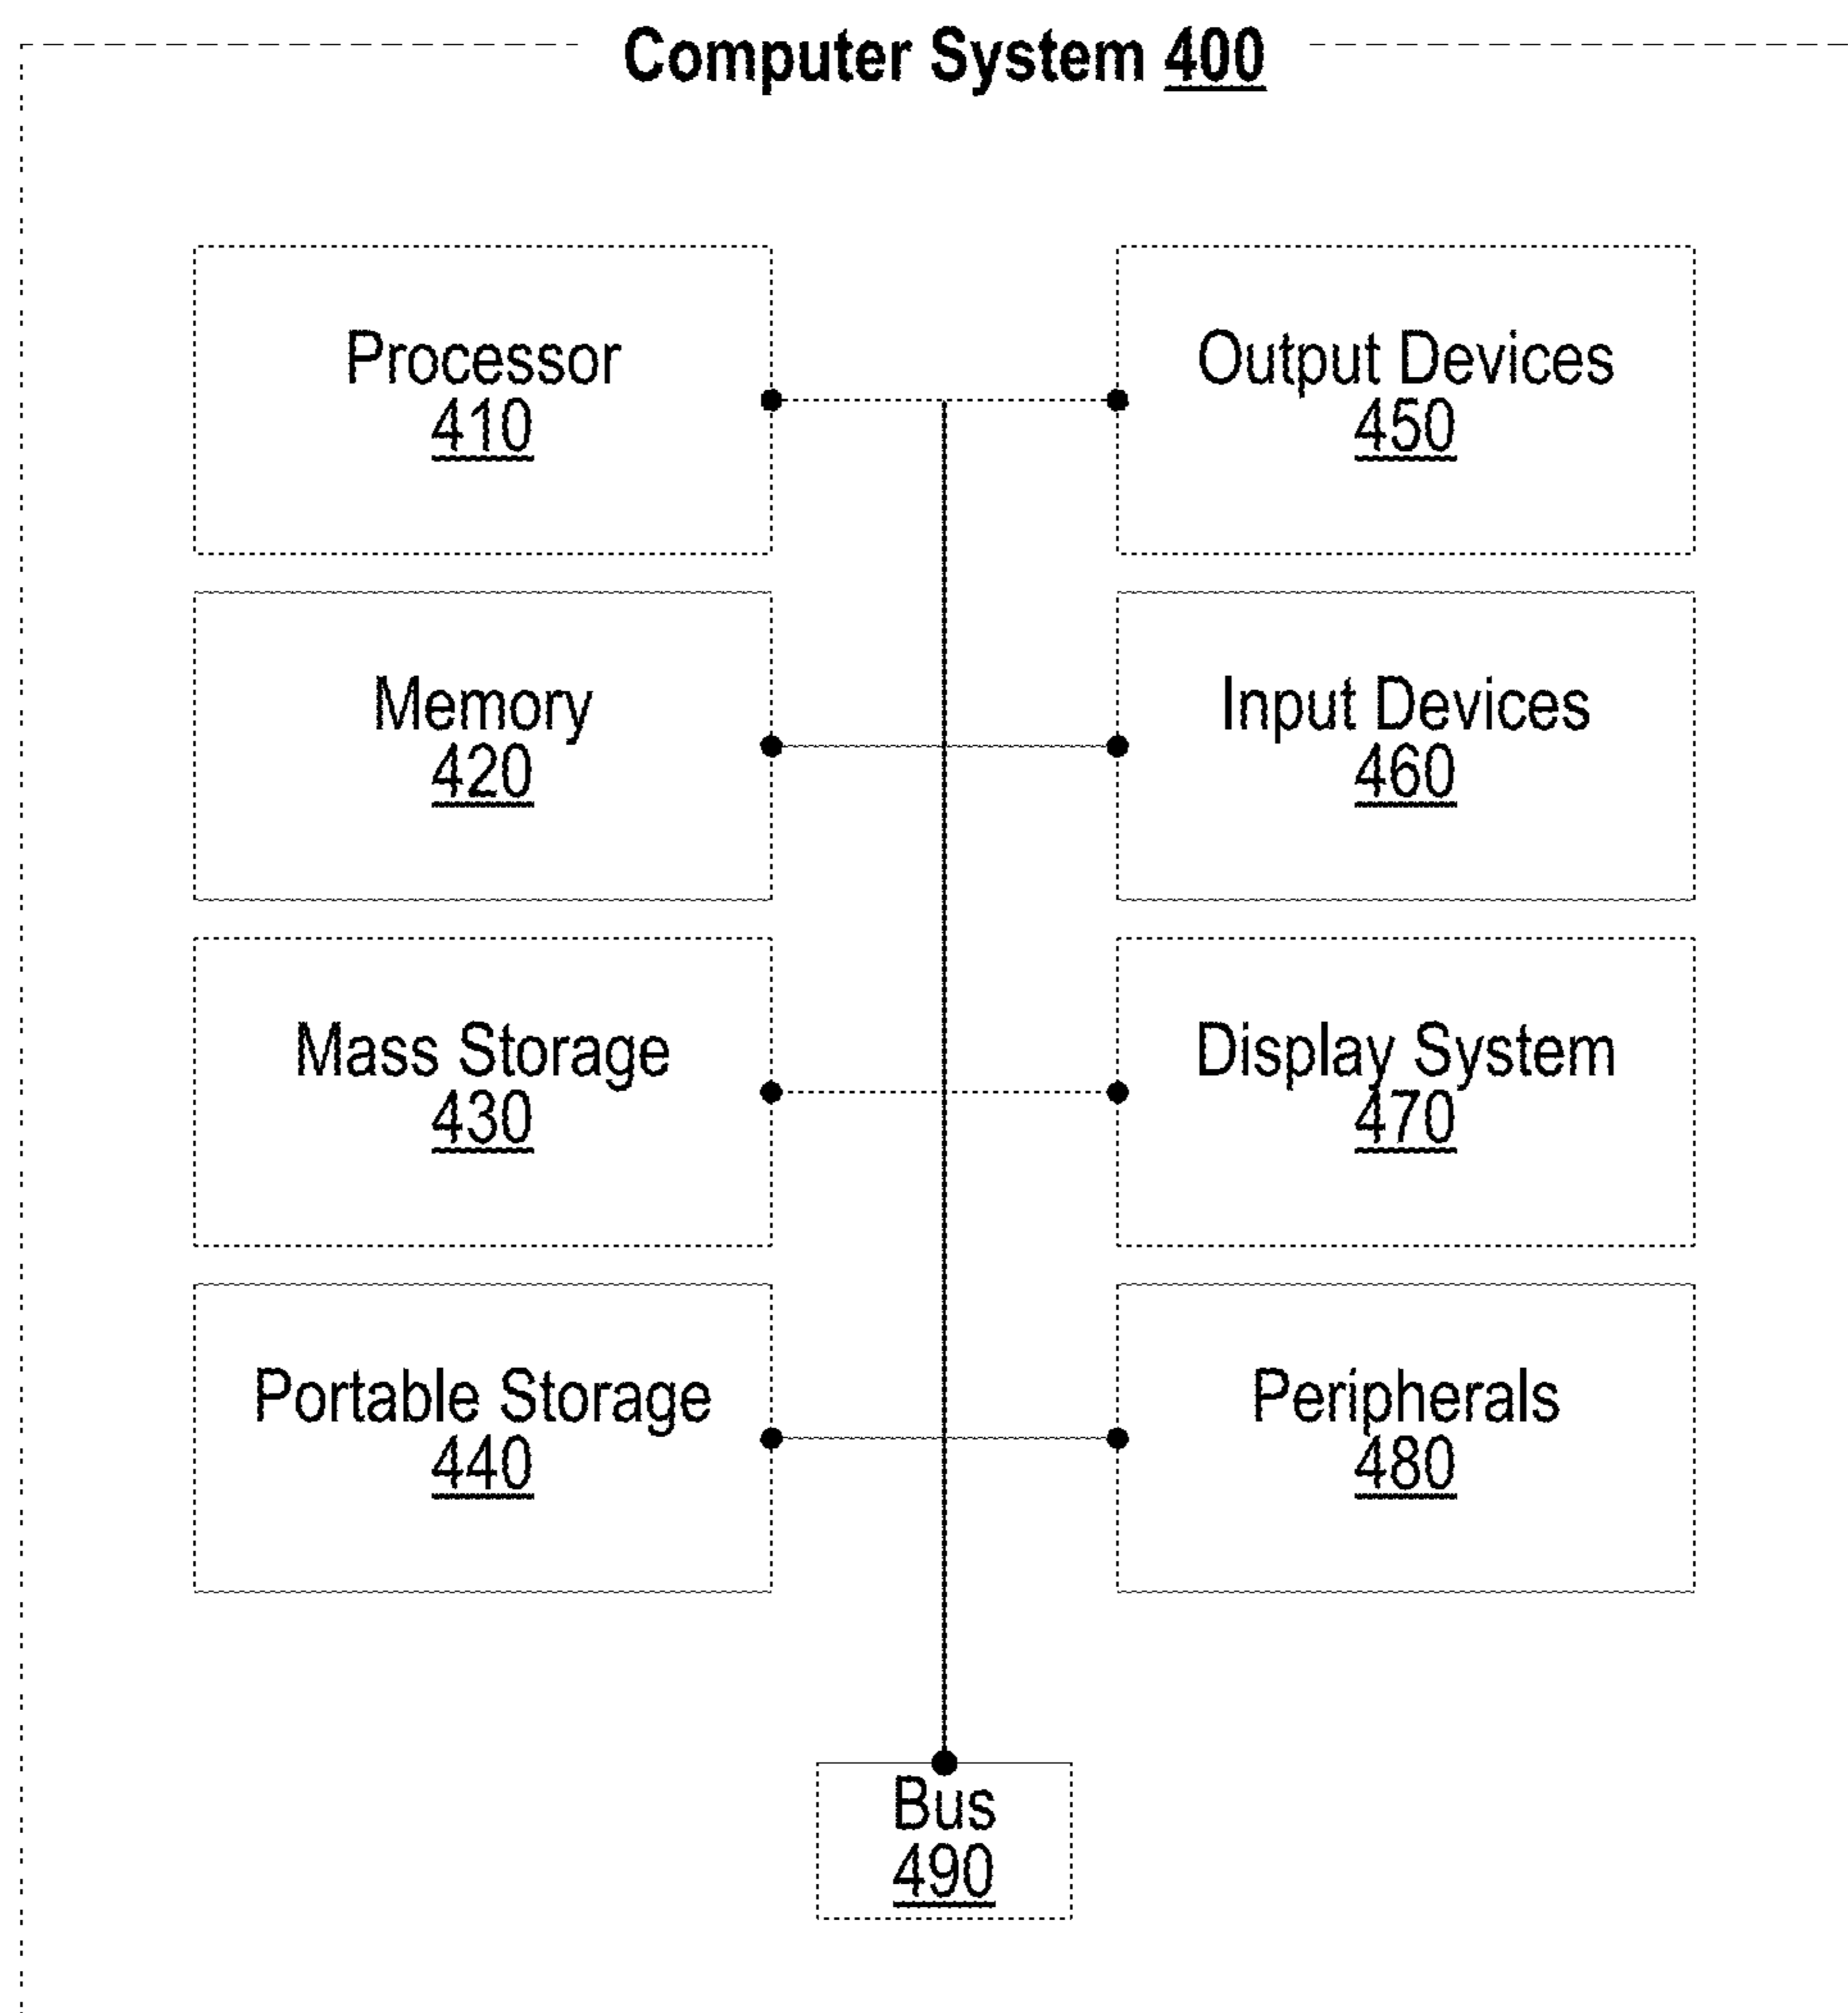 Computer System 400
Processor
410
Output Devices
450
Memory
420
Input Devices
460
Mass Storage
430
Display System
470
Portable Storage
440
Peripherals
480
Bus
490